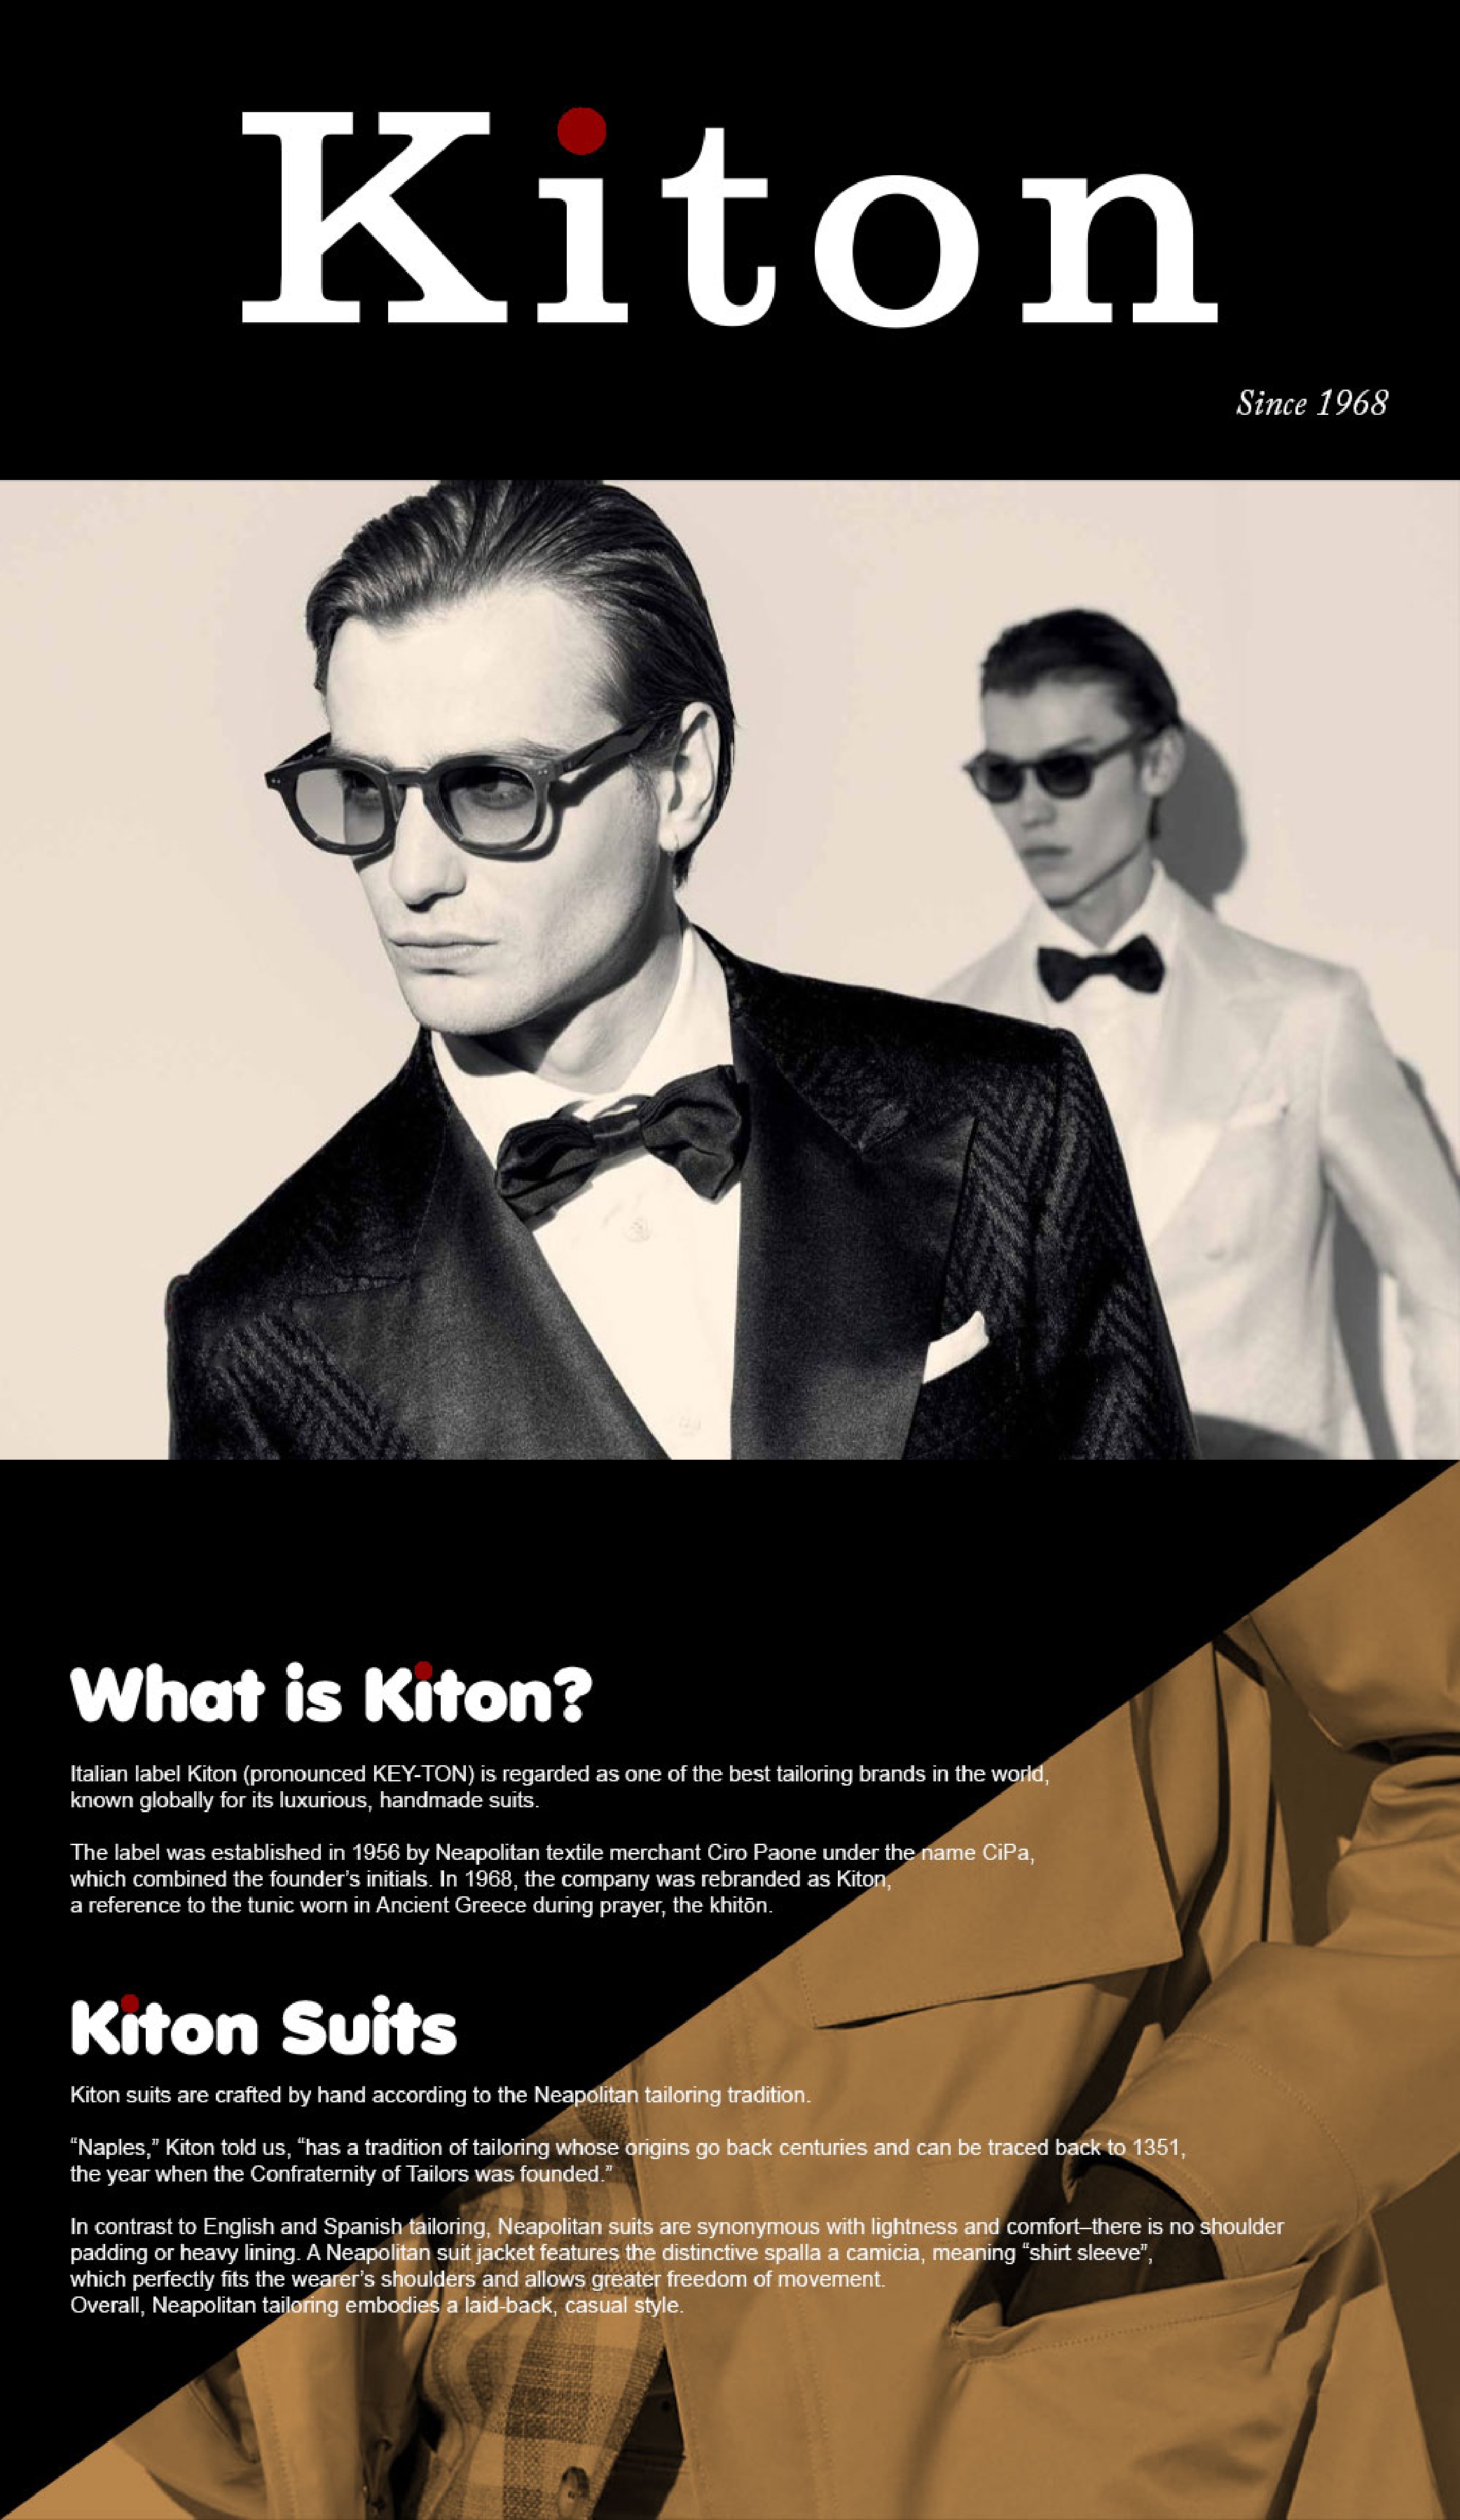 Kiton
Since 1968
What is Kiton?
Italian label Kiton (pronounced KEY-TON) is regarded as one of the best tailoring brands in the world,
known globally for its luxurious, handmade suits.
The label was established in 1956 by Neapolitan textile merchant Ciro Paone under the name CiPa,
which combined the founder’s initials. In 1968, the company was rebranded as Kiton,
a reference to the tunic worn in Ancient Greece during prayer, the khitōn.
Kiton Suits
Kiton suits are crafted by hand according to the Neapolitan tailoring tradition.
“Naples,” Kiton told us, “has a tradition of tailoring whose origins go back centuries and can be traced back to 1351,
the year when the Confraternity of Tailors was founded.”
In contrast to English and Spanish tailoring, Neapolitan suits are synonymous with lightness and comfort–there is no shoulder
padding or heavy lining. A Neapolitan suit jacket features the distinctive spalla a camicia, meaning “shirt sleeve”,
which perfectly fits the wearer’s shoulders and allows greater freedom of movement.
Overall, Neapolitan tailoring embodies a laid-back, casual style.